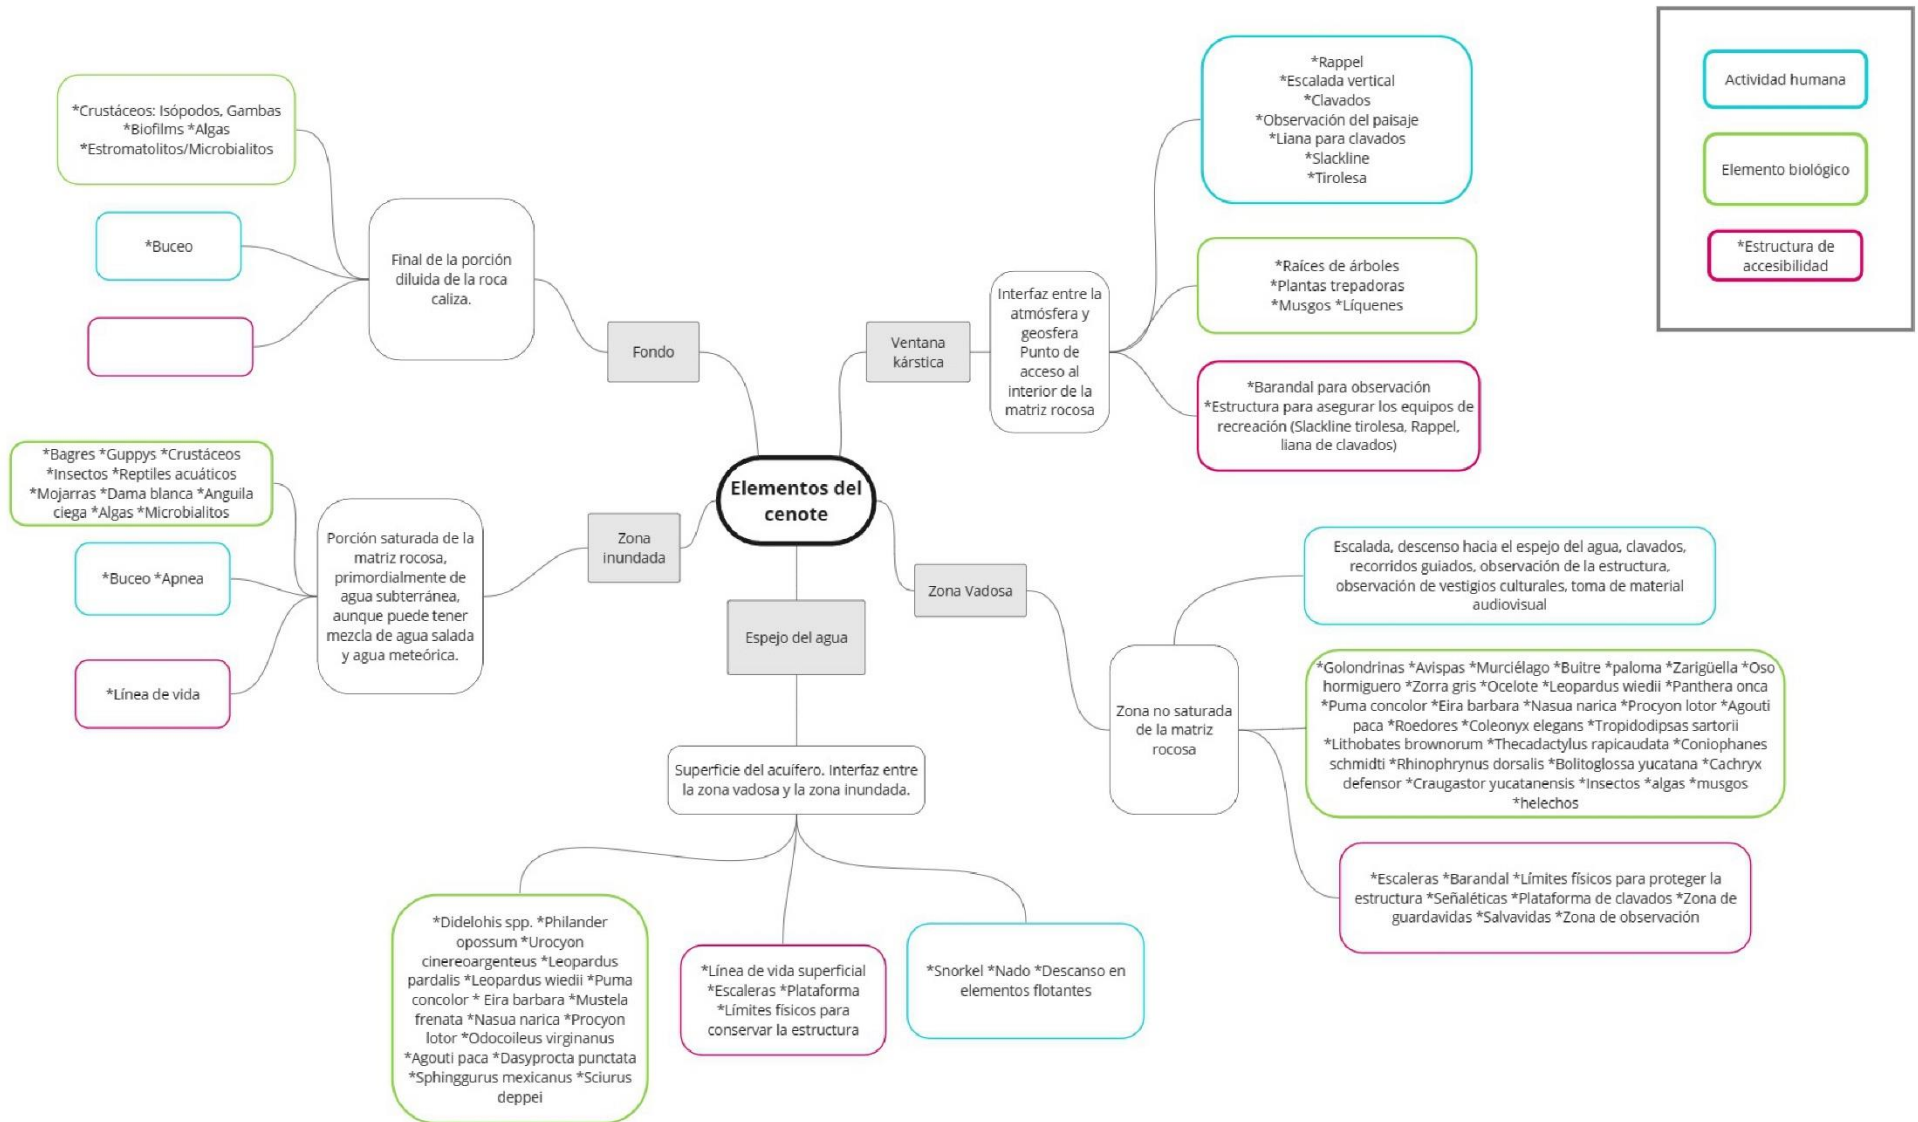 *Crustáceos: Isópodos, Gambas
*Biofilms *Algas
*Estromatolitos/Microbialitos
*Buceo
Final de la porción
diluida de la roca
caliza.
Fondo
*Bagres *Guppys *Crustáceos
*Insectos *Reptiles acuáticos
*Mojarras *Dama blanca *Anguila
ciega *Algas *Microbialitos
*Buceo *Apnea
*Línea de vida
Porción saturada de la
matriz rocosa,
primordialmente de
agua subterránea,
aunque puede tener
mezcla de agua salada
y agua meteórica.
Zona
inundada
Elementos del
cenote
Ventana
kárstica
Interfaz entre la
atmósfera y
geosfera
Punto de
acceso al
interior de la
matriz rocosa
*Rappel
*Escalada vertical
*Clavados
*Observación del paisaje
*Liana para clavados
*Slackline
*Tirolesa
*Raíces de árboles
*Plantas trepadoras
*Musgos *Líquenes
*Barandal para observación
*Estructura para asegurar los equipos de
recreación (Slackline tirolesa, Rappel,
liana de clavados)
Actividad humana
Elemento biológico
*Estructura de
accesibilidad
Zona Vadosa
Zona no saturada
de la matriz
rocosa
Escalada, descenso hacia el espejo del agua, clavados,
recorridos guiados, observación de la estructura,
observación de vestigios culturales, toma de material
audiovisual
*Golondrinas *Avispas *Murciélago *Buitre *paloma *Zarigüella *Oso
hormiguero *Zorra gris *Ocelote *Leopardus wiedii *Panthera onca
*Puma concolor *Eira barbara *Nasua narica *Procyon lotor *Agouti
paca *Roedores *Coleonyx elegans *Tropidodipsas sartorii
*Lithobates brownorum *Thecadactylus rapicaudata *Coniophanes
schmidti *Rhinophrynus dorsalis *Bolitoglossa yucatana *Cachryx
defensor *Craugastor yucatanensis *Insectos *algas *musgos
*helechos
*Escaleras *Barandal *Límites físicos para proteger la
estructura *Señaléticas *Plataforma de clavados *Zona de
guardavidas *Salvavidas *Zona de observación
Espejo del agua
Superficie del acuífero. Interfaz entre
la zona vadosa y la zona inundada.
*Didelohis spp. *Philander
opossum *Urocyon
cinereoargenteus *Leopardus
pardalis *Leopardus wiedii *Puma
concolor * Eira barbara *Mustela
frenata *Nasua narica *Procyon
lotor *Odocoileus virginanus
*Agouti paca *Dasyprocta punctata
*Sphinggurus mexicanus *Sciurus
deppei
*Línea de vida superficial
*Escaleras *Plataforma
*Límites físicos para
conservar la estructura
*Snorkel *Nado *Descanso en
elementos flotantes